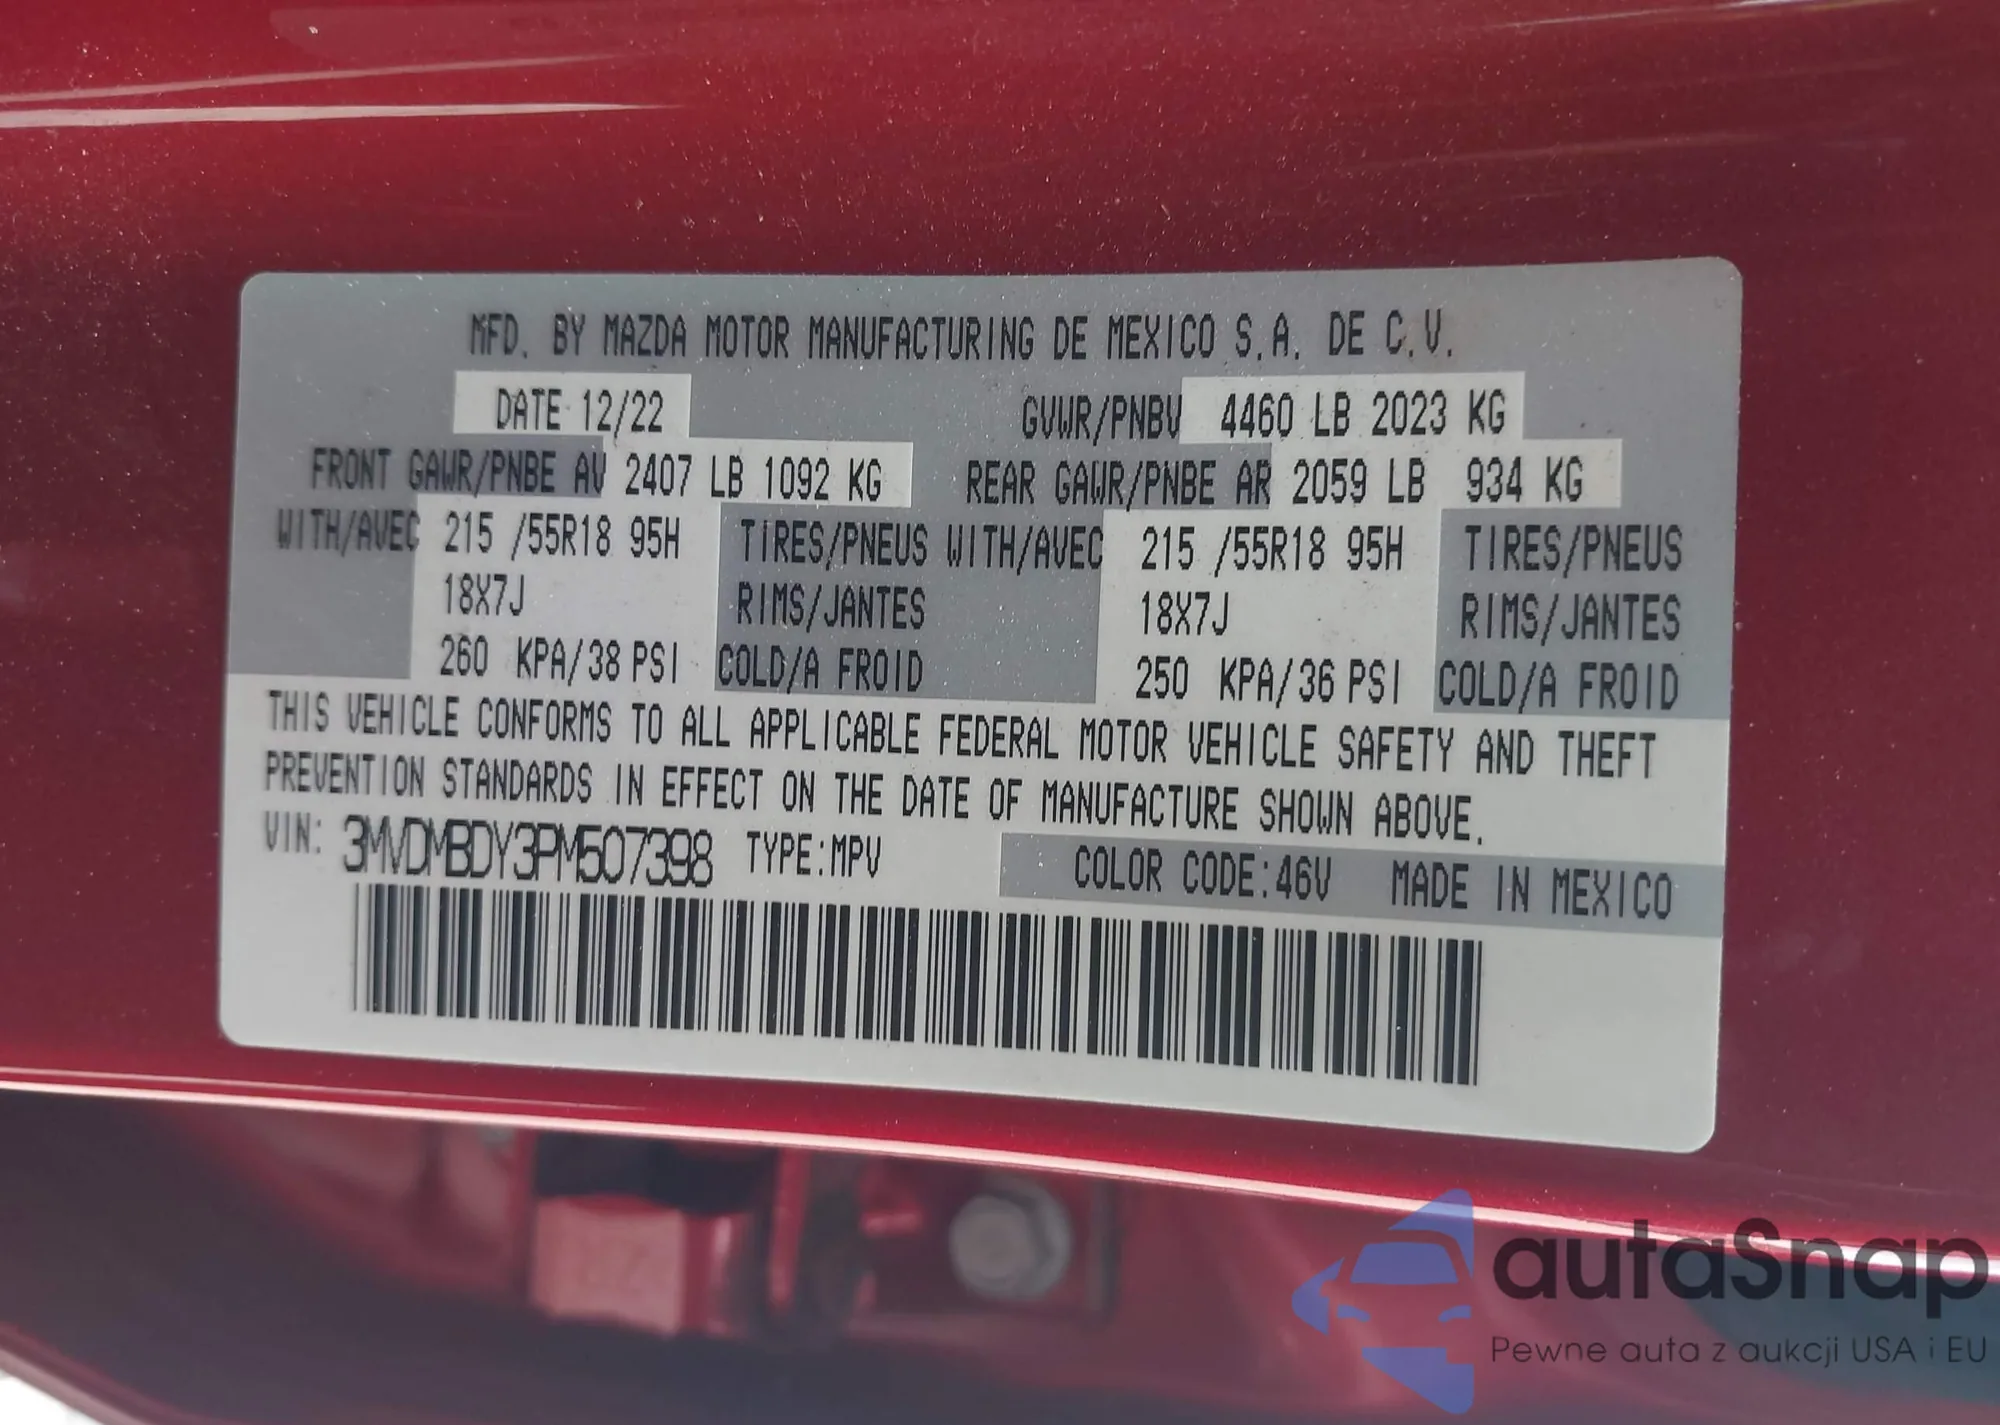 MFD. BY MAZDA MOTOR MANUFACTURING DE MEXICO S.A. DE C.V.
DATE 12/22 GVWR/PNBV 4460 LB 2023 KG
FRONT GAWR/PNBE AV 2407 LB 1092 KG REAR GAWR/PNBE AR 2059 LB 934 KG
WITH/AVEC 215 /55R18 95H TIRES/PNEUS WITH/AVEC 215 /55R18 95H TIRES/PNEUS
18X7J RIMS/JANTES 18X7J RIMS/JANTES
260 KPA/38 PSI COLD/A FROID 250 KPA/36 PSI COLD/A FROID
THIS VEHICLE CONFORMS TO ALL APPLICABLE FEDERAL MOTOR VEHICLE SAFETY AND THEFT
PREVENTION STANDARDS IN EFFECT ON THE DATE OF MANUFACTURE SHOWN ABOVE.
VIN: 3MVDMBDY3PM507398 TYPE:MPV COLOR CODE:46V MADE IN MEXICO
autaSnap
Pewne auta z aukcji USA i EU